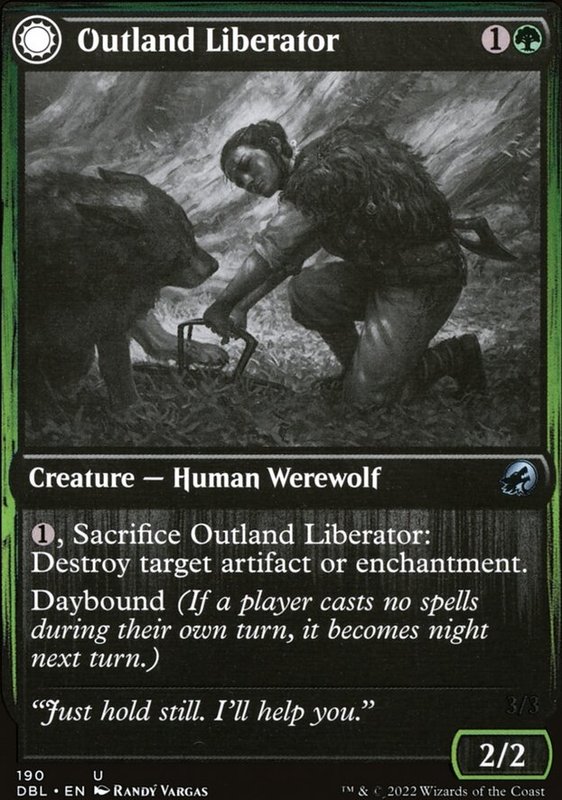 Outland Liberator 1
Creature — Human Werewolf
1, Sacrifice Outland Liberator:
Destroy target artifact or enchantment.
Daybound (If a player casts no spells
during their own turn, it becomes night
next turn.)
“Just hold still. I’ll help you.”
3/3
2/2
190 U
DBL • EN Randy Vargas ™ & © 2022 Wizards of the Coast